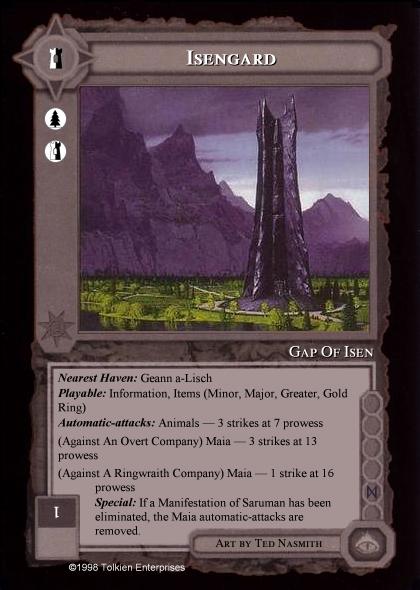 ISENGARD
GAP OF ISEN
Nearest Haven: Geann a-Lisch
Playable: Information, Items (Minor, Major, Greater, Gold
Ring)
Automatic-attacks: Animals — 3 strikes at 7 prowess
(Against An Overt Company) Maia — 3 strikes at 13
prowess
(Against A Ringwraith Company) Maia — 1 strike at 16
prowess
Special: If a Manifestation of Saruman has been
eliminated, the Maia automatic-attacks are
removed.
1
ART BY TED NASMITH
©1998 Tolkien Enterprises